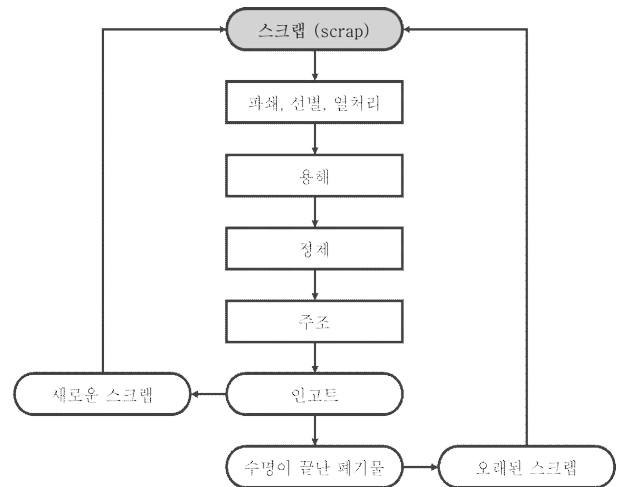 스크랩 (scrap)
파쇄, 선별, 열처리
용해
정제
주조
새로운 스크랩
인고트
수명이 끝난 폐기물
오래된 스크랩